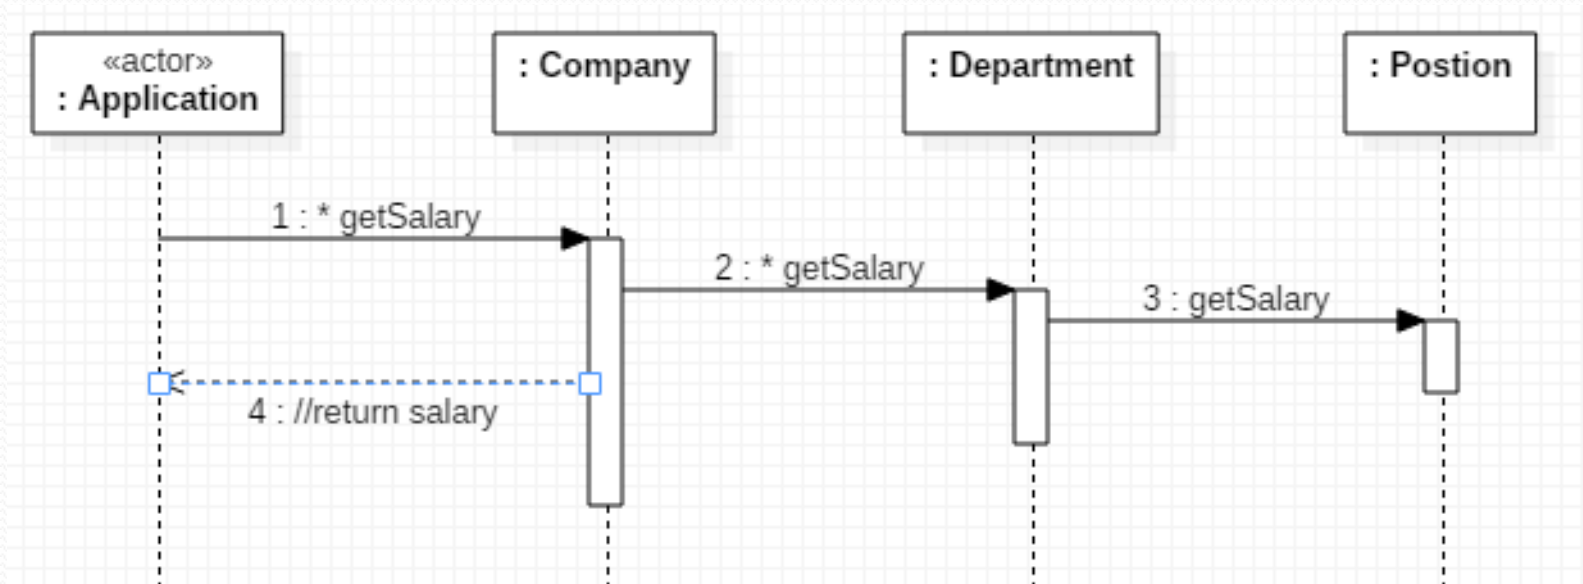 «actor»
: Application
: Company
: Department
: Postion
1 : * getSalary
2 : * getSalary
3 : getSalary
4 : //return salary